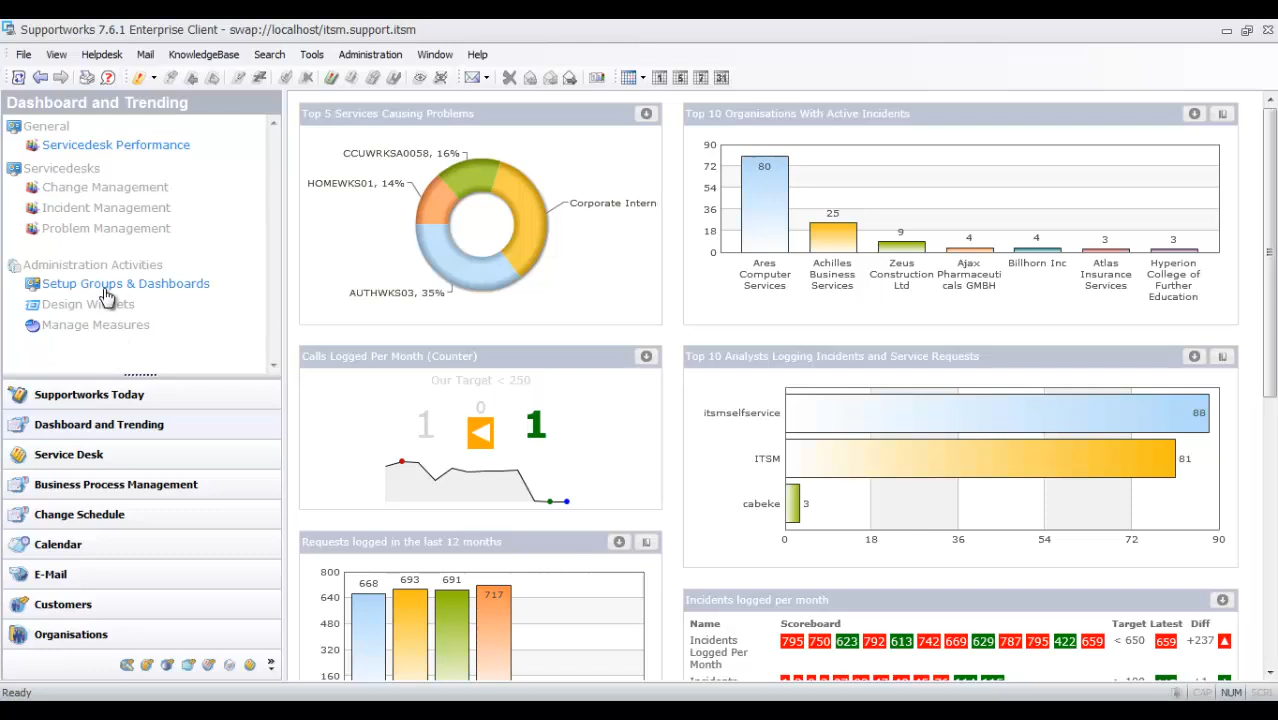 Supportworks 7.6.1 Enterprise Client - swap://localhost/itsm.support.itsm
File View Helpdesk Mail KnowledgeBase Search Tools Administration Window Help
Dashboard and Trending
General
Servicedesk Performance
Servicedesks
Change Management
Incident Management
Problem Management
Administration Activities
Setup Groups & Dashboards
Manage Measures
Supportworks Today
Dashboard and Trending
Service Desk
Business Process Management
Change Schedule
Calendar
E-Mail
Customers
Organisations
Top 5 Services Causing Problems
CCUWRKSA0058, 16%
HOMEWKS01, 14%
Corporate Intern
AUTHWKS03, 35%
Top 10 Organisations With Active Incidents
90
72
54
36
18
0
80
25
9
4
4
3
3
Ares Computer Services
Achilles Business Services
Zeus Construction Ltd
Ajax Pharmaceuti cals GMBH
Billhorn Inc
Atlas Insurance Services
Hyperion College of Further Education
Calls Logged Per Month (Counter)
Our Target < 250
1 0 1
Top 10 Analysts Logging Incidents and Service Requests
itsmselfservice 88
ITSM 81
cabeke 3
0 18 36 54 72 90
Requests logged in the last 12 months
800
640
480
320
160
668
693
691
717
Incidents logged per month
Name Scoreboard Target Latest Diff
Incidents Logged Per Month 795 750 623 792 613 742 669 629 787 795 422 659 < 650 659 +237
Ready
CAP NUM SCRL